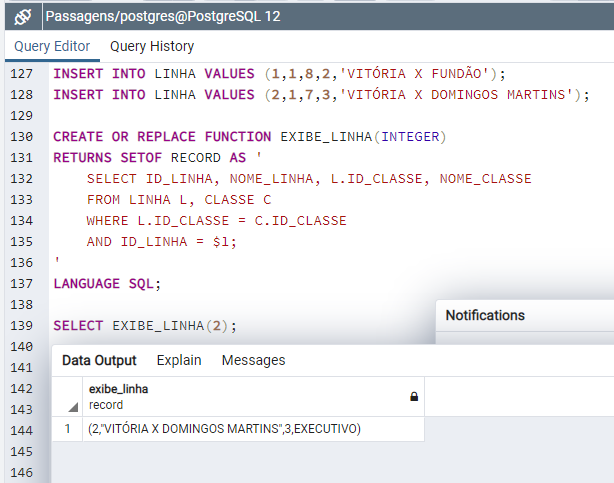 Passagens/postgres@PostgreSQL 12
Query Editor Query History
127 INSERT INTO LINHA VALUES (1,1,8,2,'VITÓRIA X FUNDÃO');
128 INSERT INTO LINHA VALUES (2,1,7,3,'VITÓRIA X DOMINGOS MARTINS');
129
130 CREATE OR REPLACE FUNCTION EXIBE_LINHA(INTEGER)
131 RETURNS SETOF RECORD AS '
132 SELECT ID_LINHA, NOME_LINHA, L.ID_CLASSE, NOME_CLASSE
133 FROM LINHA L, CLASSE C
134 WHERE L.ID_CLASSE = C.ID_CLASSE
135 AND ID_LINHA = $1;
136 '
137 LANGUAGE SQL;
138
139 SELECT EXIBE_LINHA(2);
140
141
142
143
144
145
146
Notifications
Data Output Explain Messages
exibe_linha
record
1 (2,"VITÓRIA X DOMINGOS MARTINS",3,EXECUTIVO)